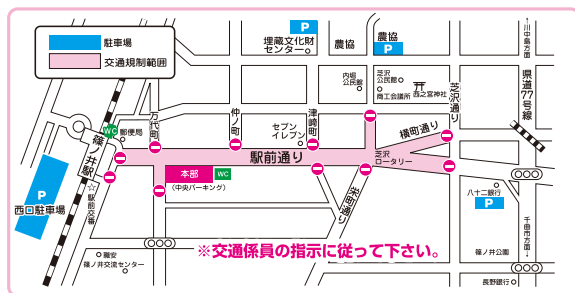 駐車場
交通規制範囲
P
埋蔵文化財
センター
農協
農協
P
↑川中島方面
県道77号線
内堀
公民館
芝沢
公民館
商工会議所
西之宮神社
芝沢通り
万代町
仲ノ町
津崎町
横町通り
WC
郵便局
篠ノ井駅
セブン
イレブン
駅前通り
芝沢
ロータリー
本部
WC
(中央パーキング)
栄町通り
P
西口駐車場
☆駅前交番
八十二銀行
P
千曲市方面↓
※交通係員の指示に従って下さい。
職安
篠ノ井交流センター
篠ノ井公園
長野銀行